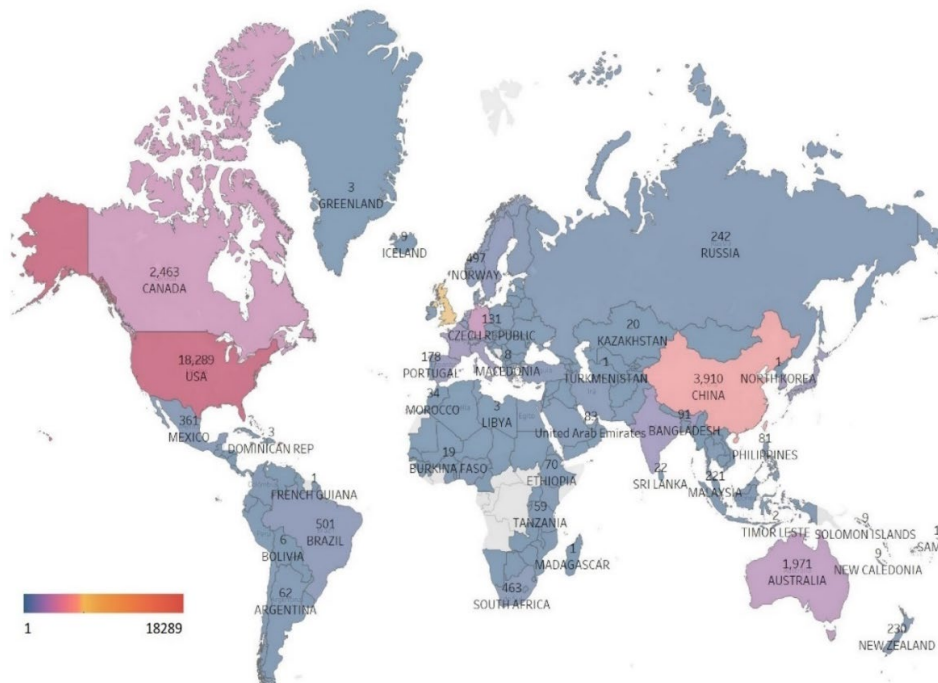 3
GREENLAND
9
ICELAND
242
RUSSIA
497
NORWAY
2,463
CANADA
131
CZECH REPUBLIC
20
KAZAKHSTAN
8
MACEDONIA
1
TURKMENISTAN
18,289
USA
3,910
CHINA
1
NORTH KOREA
178
PORTUGAL
34
MOROCCO
3
LIBYA
83
United Arab Emirates
91
BANGLADESH
361
MEXICO
3
DOMINICAN REP
81
PHILIPPINES
19
BURKINA FASO
70
ETHIOPIA
22
SRI LANKA
221
MALAYSIA
1
FRENCH GUIANA
59
TANZANIA
2
TIMOR LESTE
9
SOLOMON ISLANDS
501
BRAZIL
6
BOLIVIA
1
MADAGASCAR
9
NEW CALEDONIA
1
SAM
1,971
AUSTRALIA
62
ARGENTINA
463
SOUTH AFRICA
230
NEW ZEALAND
1
18289